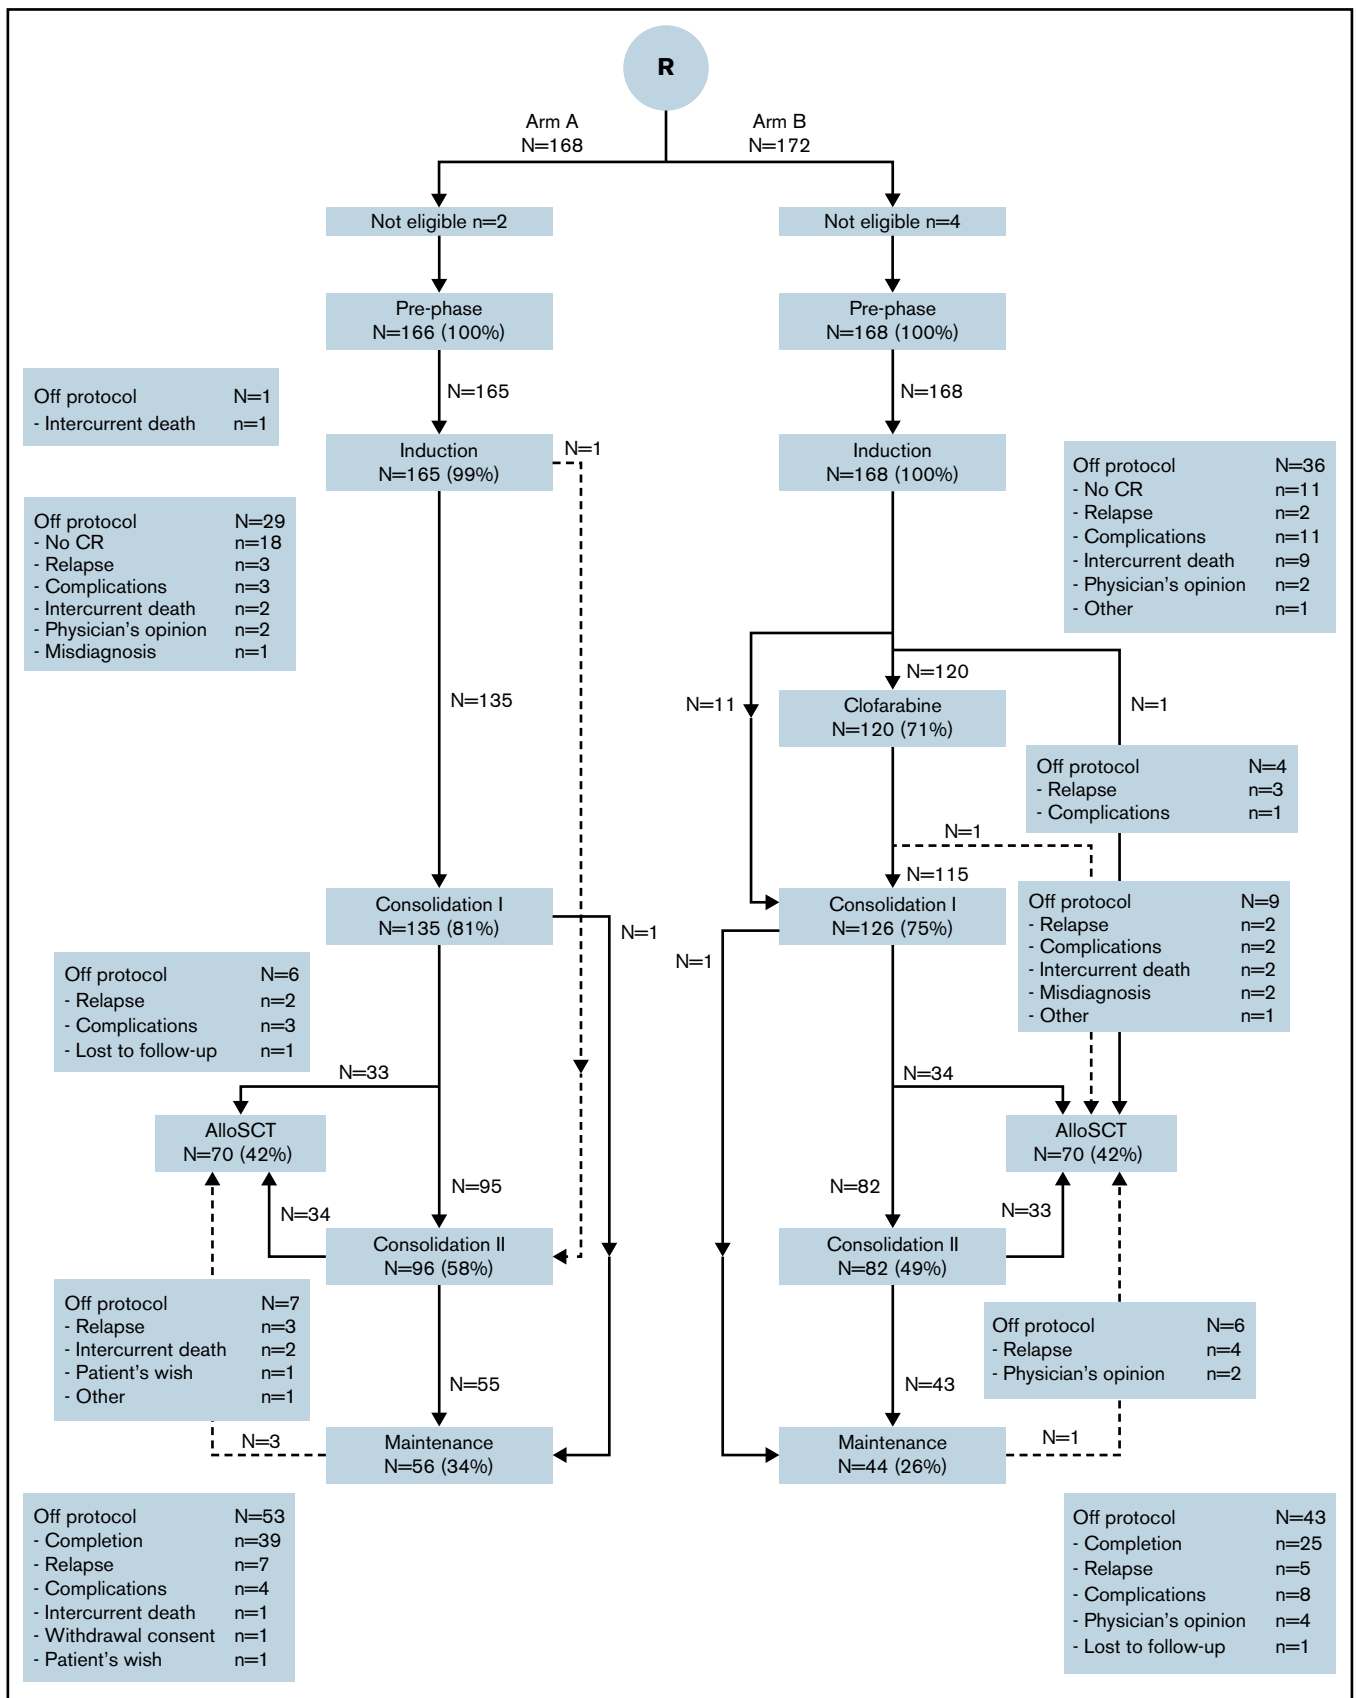 R
Arm A
N=168
Arm B
N=172
Not eligible n=2
Not eligible n=4
Pre-phase
N=166 (100%)
Pre-phase
N=168 (100%)
N=165
N=168
Off protocol N=1
- Intercurrent death n=1
Induction
N=165 (99%)
N=1
Induction
N=168 (100%)
Off protocol N=36
- No CR n=11
- Relapse n=2
- Complications n=11
- Intercurrent death n=9
- Physician's opinion n=2
- Other n=1
Off protocol N=29
- No CR n=18
- Relapse n=3
- Complications n=3
- Intercurrent death n=2
- Physician's opinion n=2
- Misdiagnosis n=1
N=135
N=11
N=120
N=1
Clofarabine
N=120 (71%)
Off protocol N=4
- Relapse n=3
- Complications n=1
N=1
N=115
Consolidation I
N=135 (81%)
N=1
Consolidation I
N=126 (75%)
N=1
Off protocol N=9
- Relapse n=2
- Complications n=2
- Intercurrent death n=2
- Misdiagnosis n=2
- Other n=1
Off protocol N=6
- Relapse n=2
- Complications n=3
- Lost to follow-up n=1
N=33
N=34
AlloSCT
N=70 (42%)
AlloSCT
N=70 (42%)
N=95
N=82
N=34
N=33
Consolidation II
N=96 (58%)
Consolidation II
N=82 (49%)
Off protocol N=7
- Relapse n=3
- Intercurrent death n=2
- Patient's wish n=1
- Other n=1
Off protocol N=6
- Relapse n=4
- Physician's opinion n=2
N=55
N=43
N=3
Maintenance
N=56 (34%)
Maintenance
N=44 (26%)
N=1
Off protocol N=53
- Completion n=39
- Relapse n=7
- Complications n=4
- Intercurrent death n=1
- Withdrawal consent n=1
- Patient's wish n=1
Off protocol N=43
- Completion n=25
- Relapse n=5
- Complications n=8
- Physician's opinion n=4
- Lost to follow-up n=1